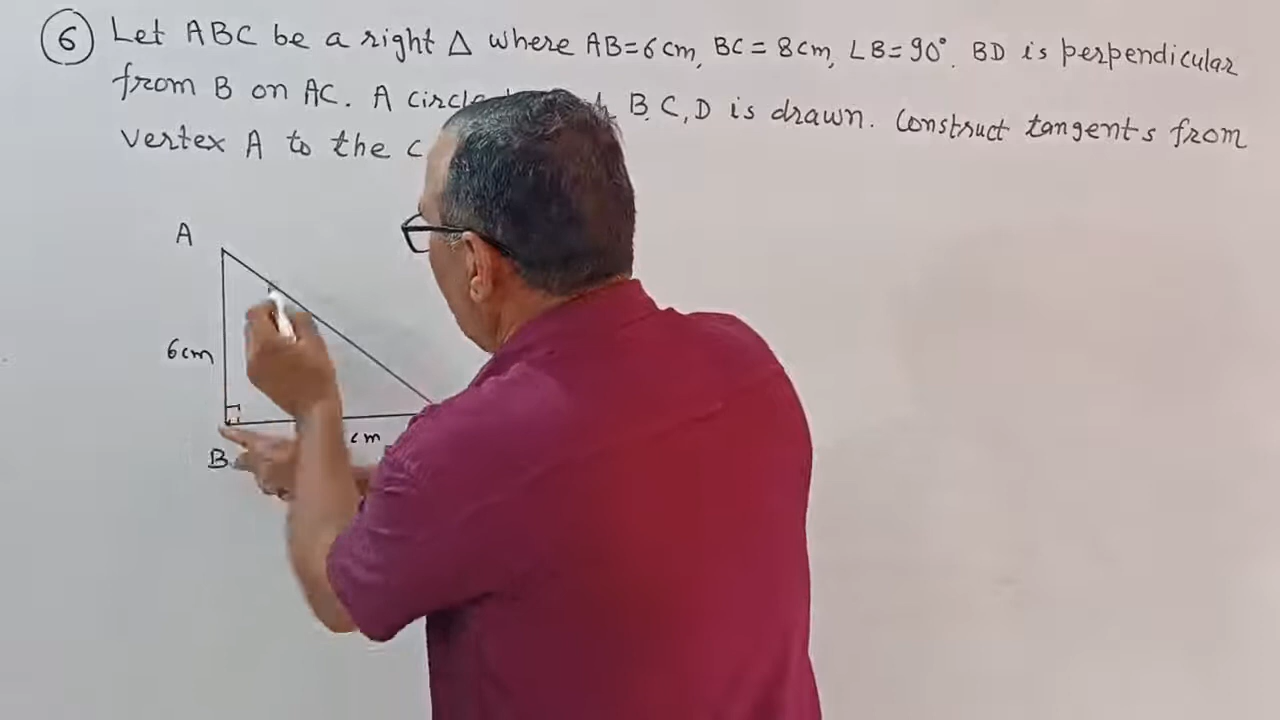 6 Let ABC be a right △ where AB=6cm, BC=8cm, ∠B=90°. BD is perpendicular
from B on AC. A circle B, C, D is drawn. Construct tangents from
vertex A to the
A
6cm
cm
B